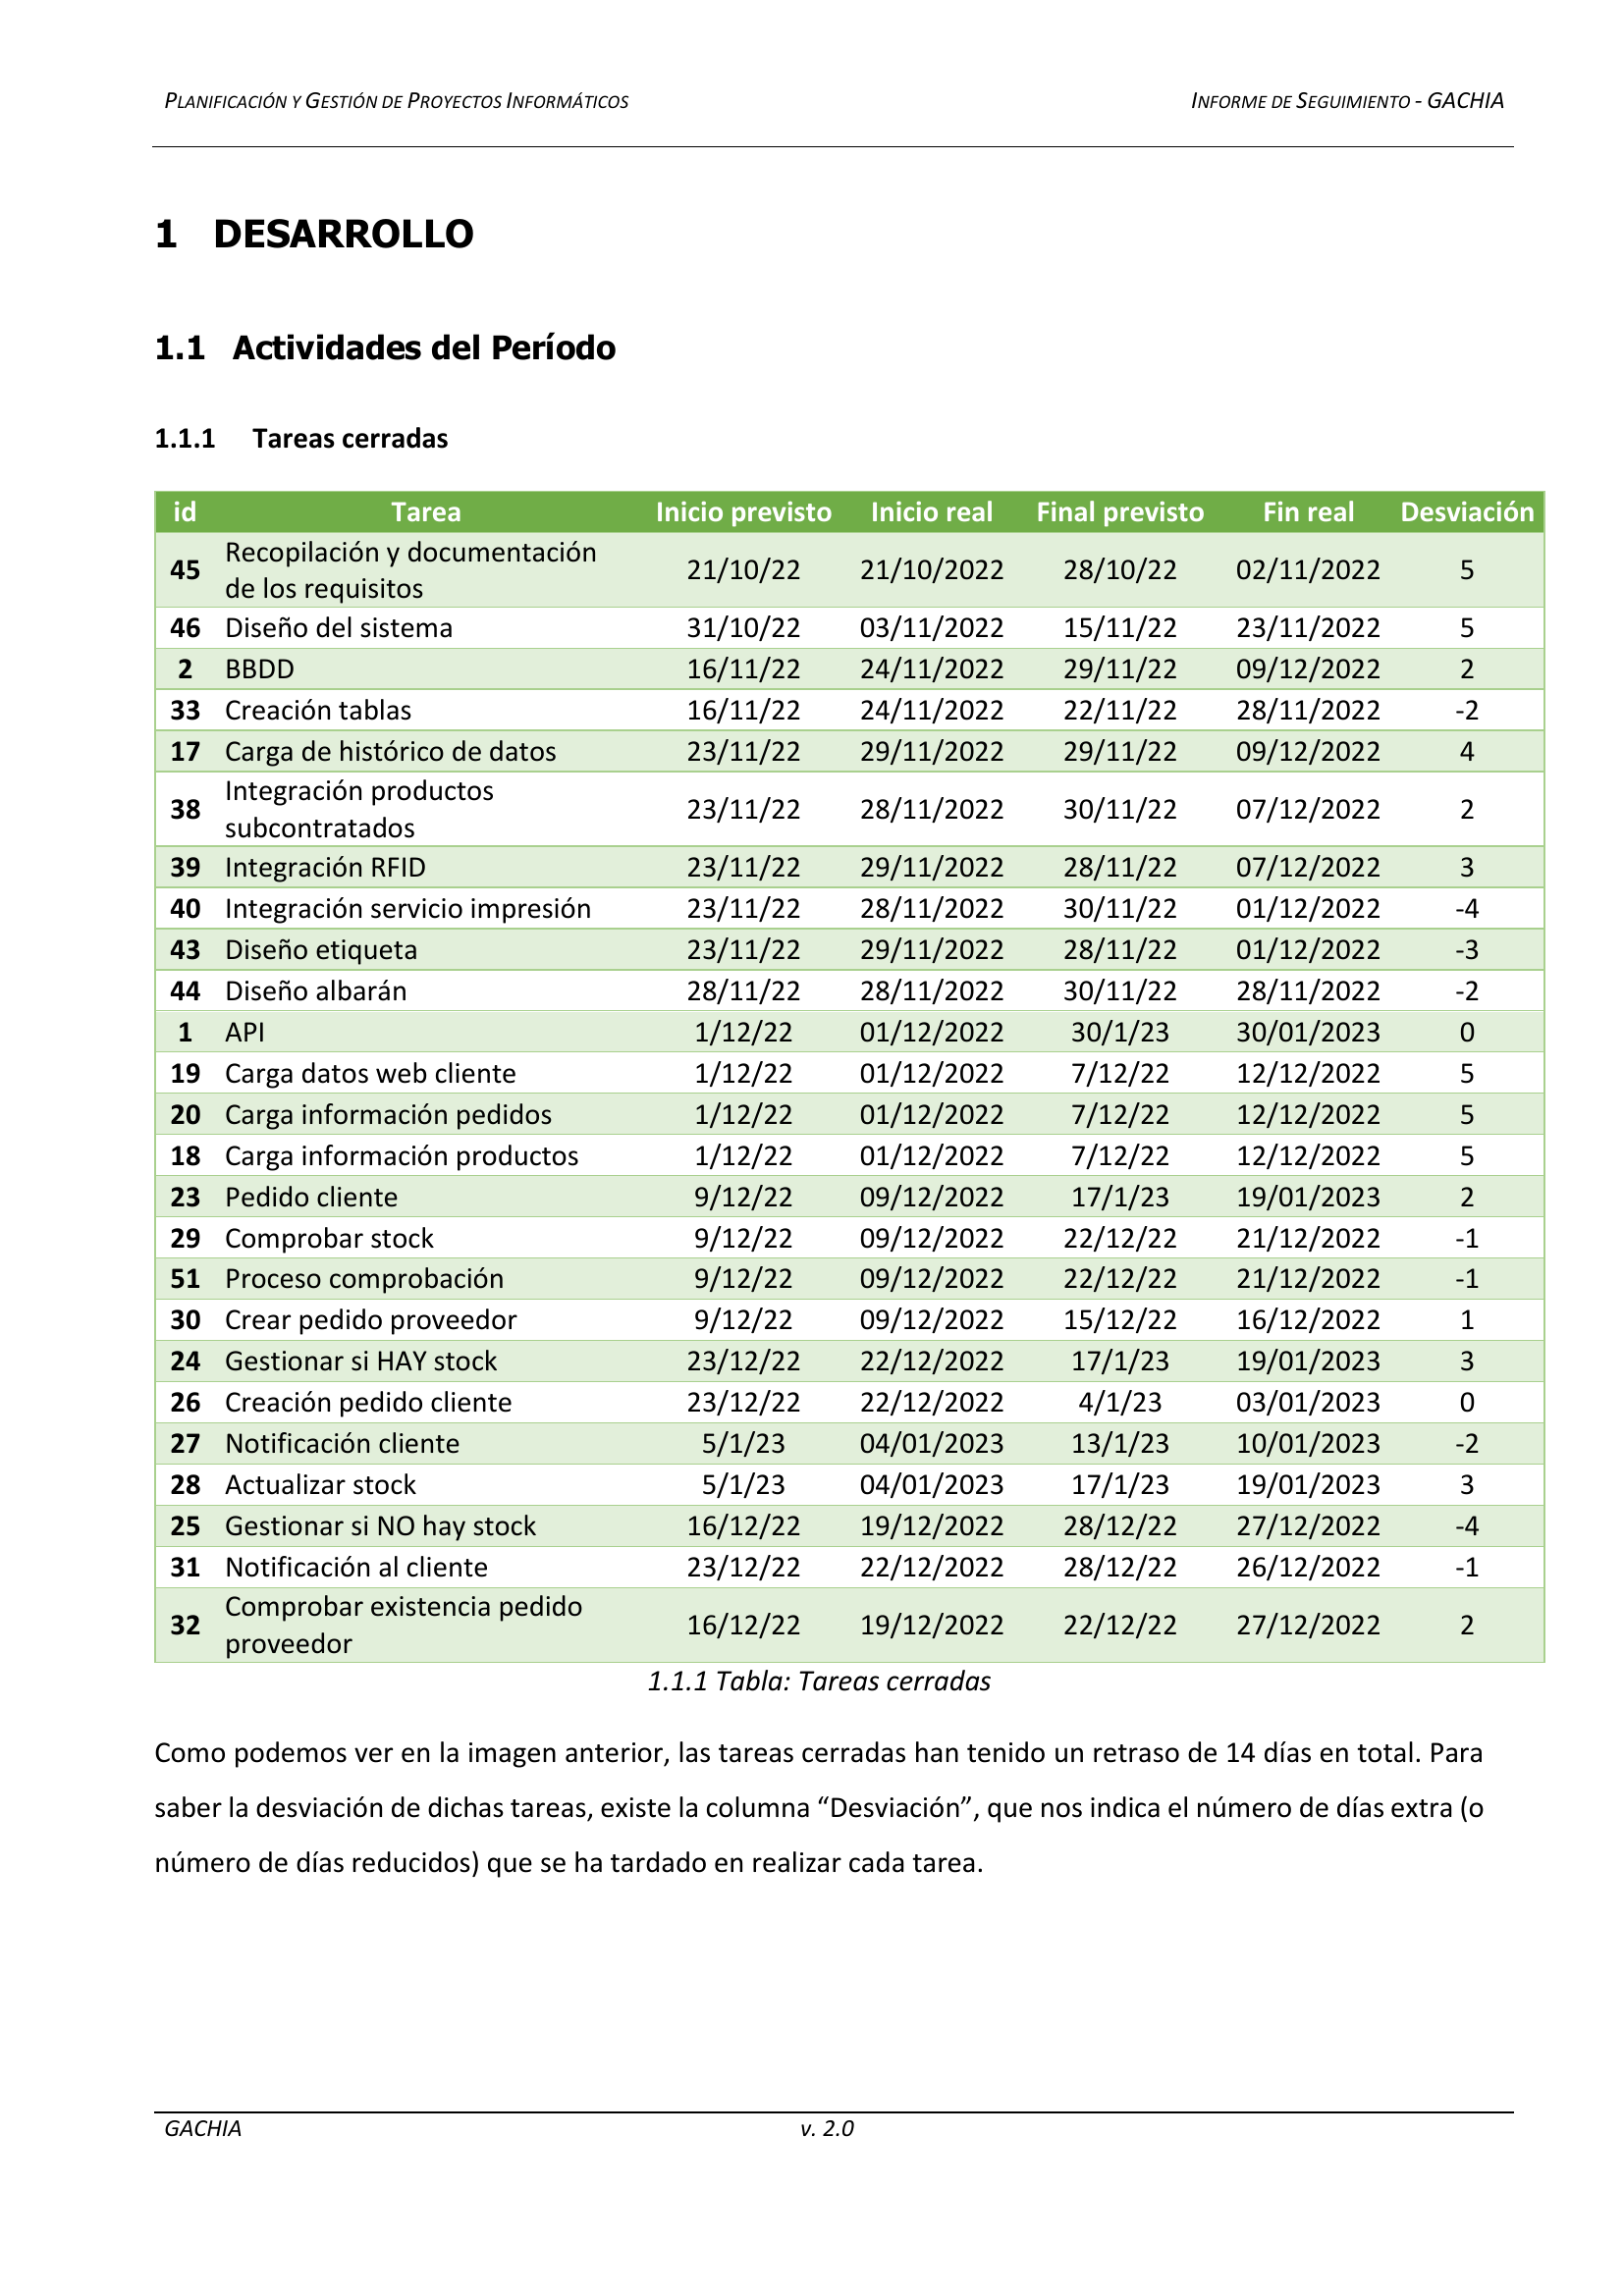 PLANIFICACIÓN Y GESTIÓN DE PROYECTOS INFORMÁTICOS INFORME DE SEGUIMIENTO - GACHIA
1 DESARROLLO
1.1 Actividades del Período
1.1.1 Tareas cerradas
id Tarea Inicio previsto Inicio real Final previsto Fin real Desviación
45 Recopilación y documentación de los requisitos 21/10/22 21/10/2022 28/10/22 02/11/2022 5
46 Diseño del sistema 31/10/22 03/11/2022 15/11/22 23/11/2022 5
2 BBDD 16/11/22 24/11/2022 29/11/22 09/12/2022 2
33 Creación tablas 16/11/22 24/11/2022 22/11/22 28/11/2022 -2
17 Carga de histórico de datos 23/11/22 29/11/2022 29/11/22 09/12/2022 4
38 Integración productos subcontratados 23/11/22 28/11/2022 30/11/22 07/12/2022 2
39 Integración RFID 23/11/22 29/11/2022 28/11/22 07/12/2022 3
40 Integración servicio impresión 23/11/22 28/11/2022 30/11/22 01/12/2022 -4
43 Diseño etiqueta 23/11/22 29/11/2022 28/11/22 01/12/2022 -3
44 Diseño albarán 28/11/22 28/11/2022 30/11/22 28/11/2022 -2
1 API 1/12/22 01/12/2022 30/1/23 30/01/2023 0
19 Carga datos web cliente 1/12/22 01/12/2022 7/12/22 12/12/2022 5
20 Carga información pedidos 1/12/22 01/12/2022 7/12/22 12/12/2022 5
18 Carga información productos 1/12/22 01/12/2022 7/12/22 12/12/2022 5
23 Pedido cliente 9/12/22 09/12/2022 17/1/23 19/01/2023 2
29 Comprobar stock 9/12/22 09/12/2022 22/12/22 21/12/2022 -1
51 Proceso comprobación 9/12/22 09/12/2022 22/12/22 21/12/2022 -1
30 Crear pedido proveedor 9/12/22 09/12/2022 15/12/22 16/12/2022 1
24 Gestionar si HAY stock 23/12/22 22/12/2022 17/1/23 19/01/2023 3
26 Creación pedido cliente 23/12/22 22/12/2022 4/1/23 03/01/2023 0
27 Notificación cliente 5/1/23 04/01/2023 13/1/23 10/01/2023 -2
28 Actualizar stock 5/1/23 04/01/2023 17/1/23 19/01/2023 3
25 Gestionar si NO hay stock 16/12/22 19/12/2022 28/12/22 27/12/2022 -4
31 Notificación al cliente 23/12/22 22/12/2022 28/12/22 26/12/2022 -1
32 Comprobar existencia pedido proveedor 16/12/22 19/12/2022 22/12/22 27/12/2022 2
1.1.1 Tabla: Tareas cerradas
Como podemos ver en la imagen anterior, las tareas cerradas han tenido un retraso de 14 días en total. Para
saber la desviación de dichas tareas, existe la columna “Desviación”, que nos indica el número de días extra (o
número de días reducidos) que se ha tardado en realizar cada tarea.
GACHIA v. 2.0